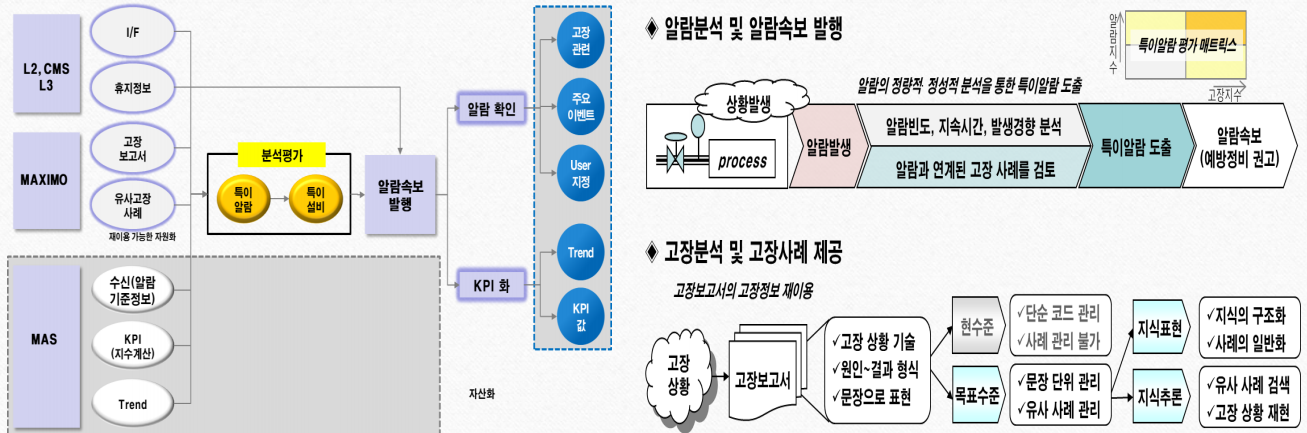 L2, CMS
L3
I/F
휴지정보
MAXIMO
고장
보고서
유사고장
사례
재이용 가능한 자원화
MAS
수신(알람
기준정보)
KPI
(지수계산)
Trend
분석평가
특이
알람
특이
설비
알람속보
발행
알람 확인
KPI 화
고장
관련
주요
이벤트
User
지정
Trend
KPI
값
자산화
◆ 알람분석 및 알람속보 발행
알람지수
특이알람 평가 매트릭스
고장지수
알람의 정량적·정성적 분석을 통한 특이알람 도출
상황발생
process
알람발생
알람빈도, 지속시간, 발생경향 분석
알람과 연계된 고장 사례를 검토
특이알람 도출
알람속보
(예방정비 권고)
◆ 고장분석 및 고장사례 제공
고장보고서의 고장정보 재이용
고장
상황
고장보고서
✓고장 상황 기술
✓원인~결과 형식
✓문장으로 표현
현수준
✓단순 코드 관리
✓사례 관리 불가
목표수준
✓문장 단위 관리
✓유사 사례 관리
지식표현
✓지식의 구조화
✓사례의 일반화
지식추론
✓유사 사례 검색
✓고장 상황 재현